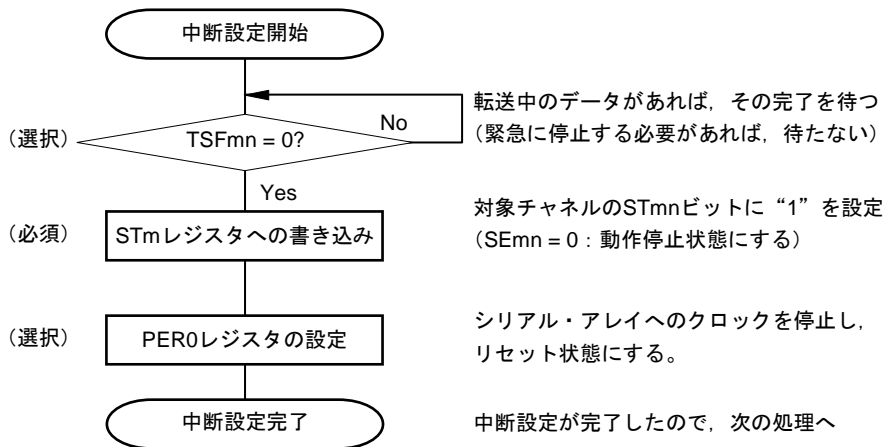 中断設定開始
転送中のデータがあれば,その完了を待つ
(緊急に停止する必要があれば,待たない)
No
(選択)
TSFmn = 0?
Yes
対象チャネルのSTmnビットに“1”を設定
(SEmn = 0:動作停止状態にする)
(必須)
STmレジスタへの書き込み
シリアル・アレイへのクロックを停止し,
リセット状態にする。
(選択)
PER0レジスタの設定
中断設定完了
中断設定が完了したので,次の処理へ